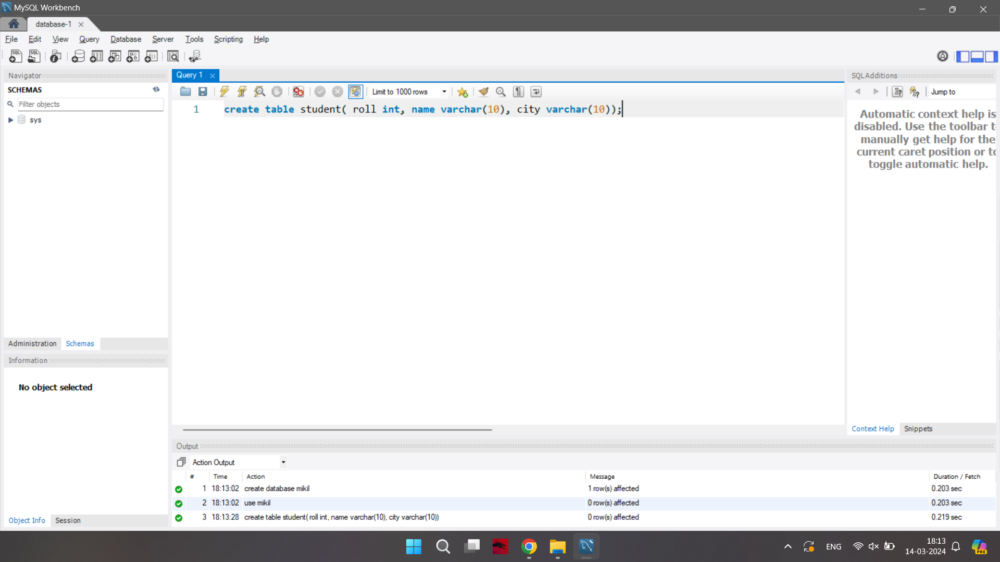 MySQL Workbench
database-1
File Edit View Query Database Server Tools Scripting Help
Navigator
SCHEMAS
Filter objects
sys
Administration Schemas
Information
No object selected
Object Info Session
Query 1
Limit to 1000 rows
1 create table student( roll int, name varchar(10), city varchar(10));
SQLAdditions
Jump to
Automatic context help is
disabled. Use the toolbar t
manually get help for the
current caret position or to
toggle automatic help.
Context Help Snippets
Output
Action Output
# Time Action Message Duration / Fetch
1 18:13:02 create database mikil 1 row(s) affected 0.203 sec
2 18:13:02 use mikil 0 row(s) affected 0.203 sec
3 18:13:28 create table student( roll int, name varchar(10), city varchar(10)) 0 row(s) affected 0.219 sec
ENG
18:13
14-03-2024
PRE